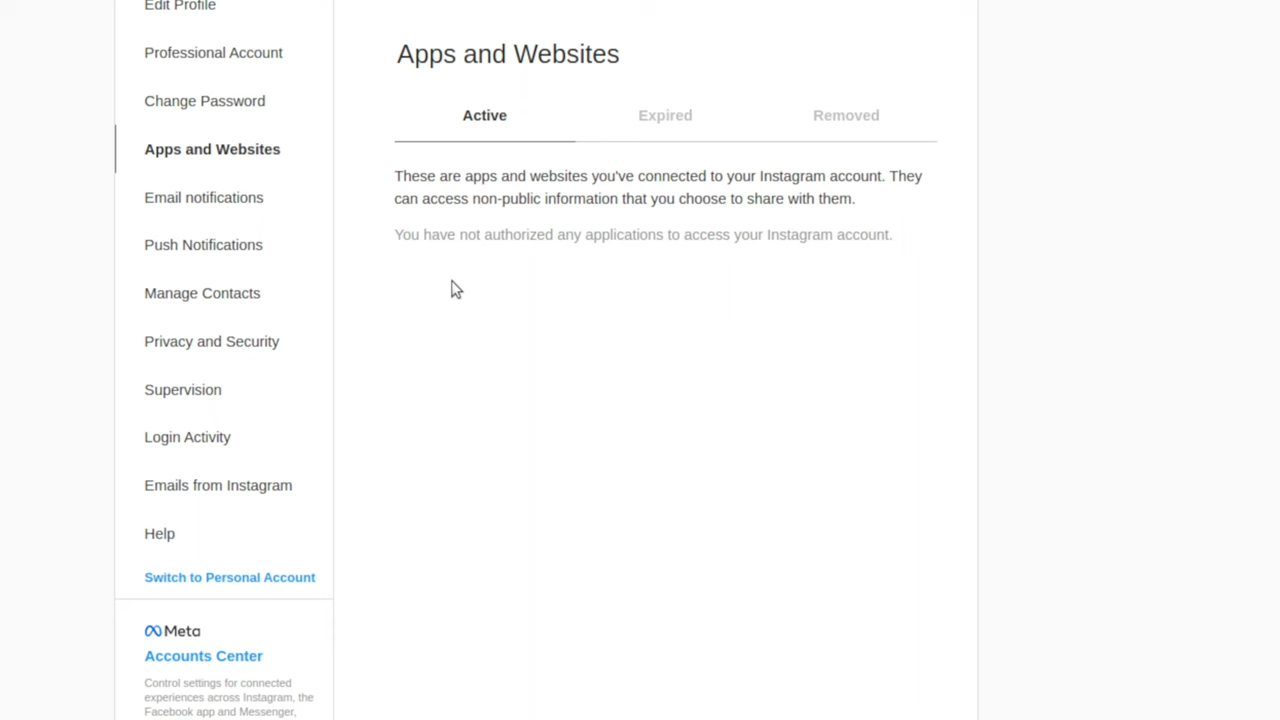 Edit Profile
Professional Account
Change Password
Apps and Websites
Email notifications
Push Notifications
Manage Contacts
Privacy and Security
Supervision
Login Activity
Emails from Instagram
Help
Switch to Personal Account
Meta
Accounts Center
Control settings for connected
experiences across Instagram, the
Facebook app and Messenger,
Apps and Websites
Active Expired Removed
These are apps and websites you've connected to your Instagram account. They
can access non-public information that you choose to share with them.
You have not authorized any applications to access your Instagram account.